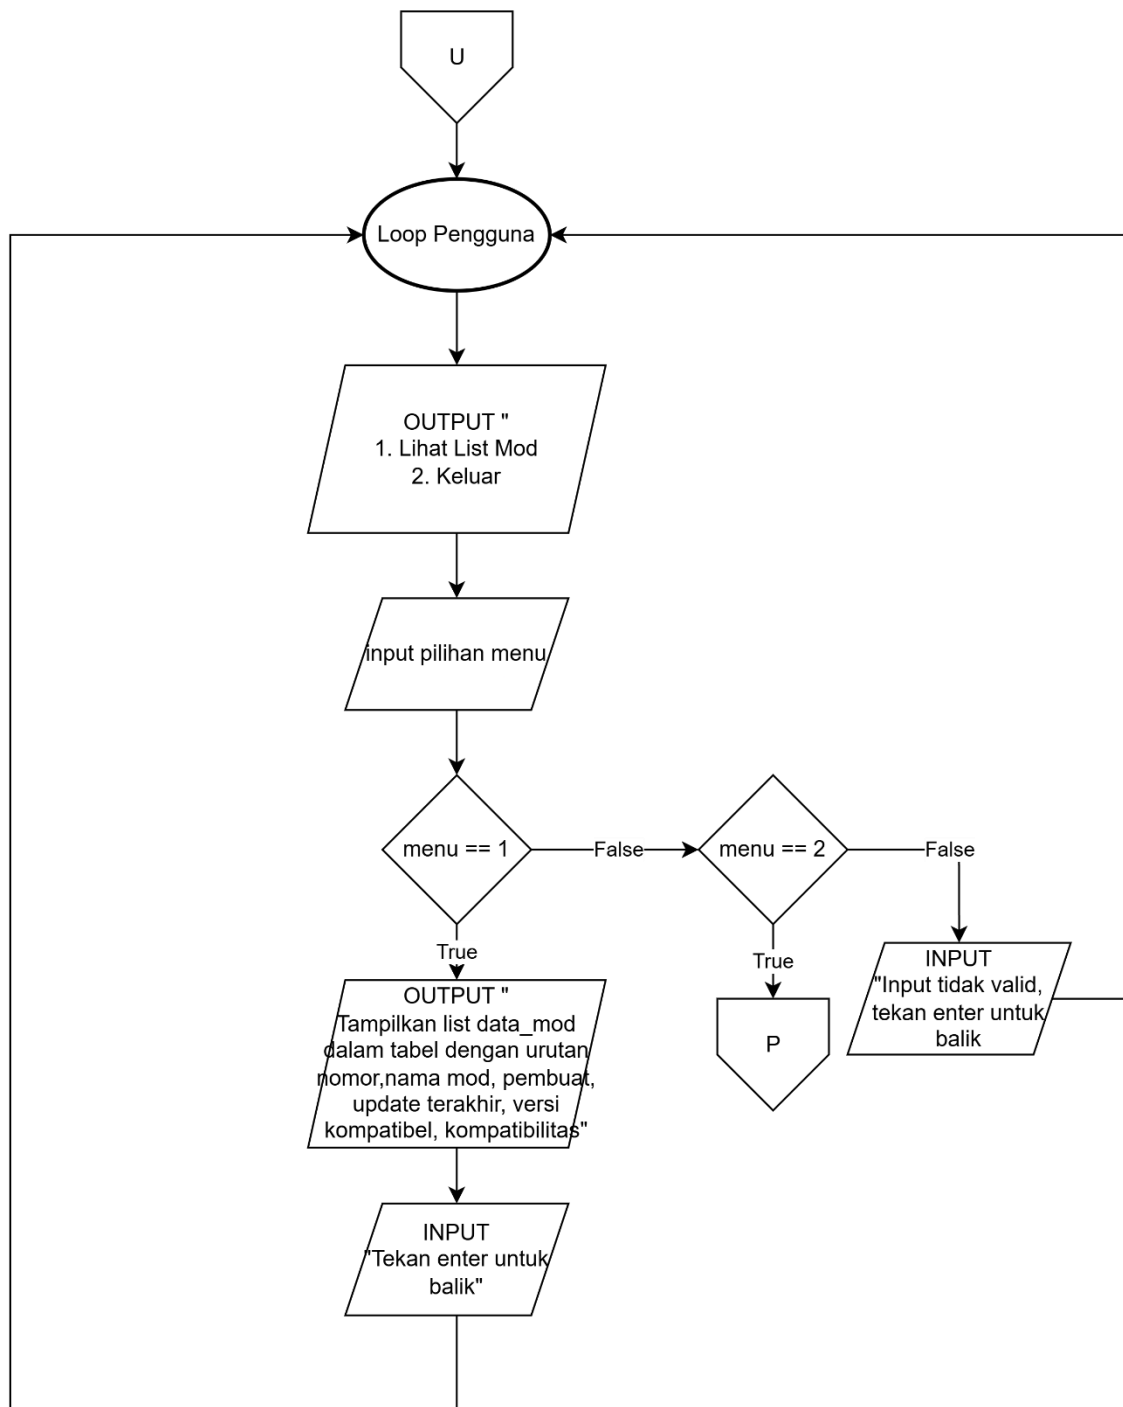 U
Loop Pengguna
OUTPUT "
1. Lihat List Mod
2. Keluar
input pilihan menu
menu == 1
False
menu == 2
False
True
True
INPUT
"Input tidak valid,
tekan enter untuk
balik
OUTPUT "
Tampilkan list data_mod
dalam tabel dengan urutan
nomor,nama mod, pembuat,
update terakhir, versi
kompatibel, kompatibilitas"
P
INPUT
"Tekan enter untuk
balik"